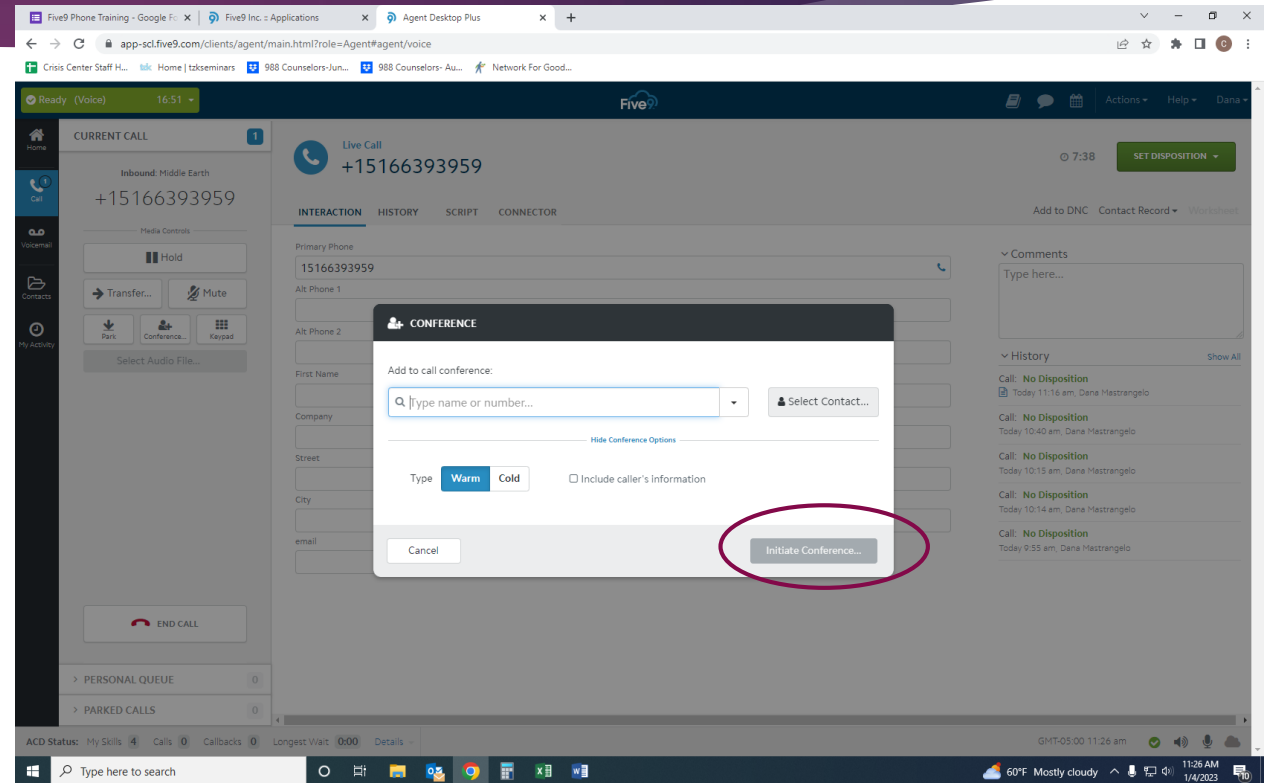 Five9 Phone Training - Google Fo
Five9 Inc. :: Applications
Agent Desktop Plus
app-scl.five9.com/clients/agent/main.html?role=Agent#agent/voice
C
Crisis Center Staff H...
tzk Home | tzkseminars
988 Counselors-Jun...
988 Counselors- Au...
Network For Good...
Ready (Voice) 16:51
Five9
Actions
Help
Dana
Home
Call
1
Voicemail
Contacts
My Activity
CURRENT CALL 1
Inbound: Middle Earth
+15166393959
Media Controls
Hold
Transfer...
Mute
Park
Conference...
Keypad
Select Audio File...
END CALL
PERSONAL QUEUE 0
PARKED CALLS 0
Live Call
+15166393959
7:38
SET DISPOSITION
INTERACTION HISTORY SCRIPT CONNECTOR
Add to DNC Contact Record Worksheet
Primary Phone
15166393959
Alt Phone 1
Alt Phone 2
First Name
Company
Street
City
email
CONFERENCE
Add to call conference:
Type name or number...
Select Contact...
Hide Conference Options
Type Warm Cold
Include caller's information
Cancel
Initiate Conference...
Comments
Type here...
History Show All
Call: No Disposition
Today 11:16 am, Dana Mastrangelo
Call: No Disposition
Today 10:40 am, Dana Mastrangelo
Call: No Disposition
Today 10:15 am, Dana Mastrangelo
Call: No Disposition
Today 10:14 am, Dana Mastrangelo
Call: No Disposition
Today 9:55 am, Dana Mastrangelo
ACD Status: My Skills 4 Calls 0 Callbacks 0 Longest Wait 0:00 Details
GMT-05:00 11:26 am
Type here to search
60°F Mostly cloudy
11:26 AM
1/4/2023
10